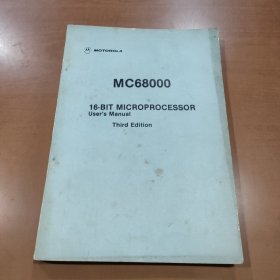 MOTOROLA
MC68000
16-BIT MICROPROCESSOR
User's Manual
Third Edition